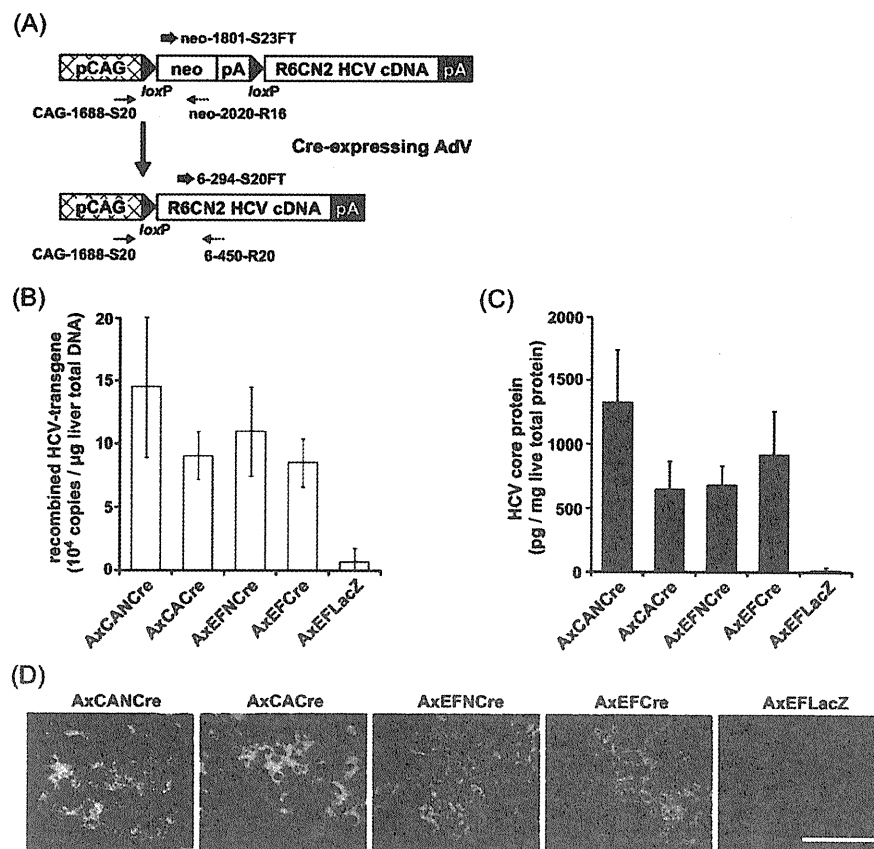 (A)
neo-1801-S23FT
pCAG neo pA R6CN2 HCV cDNA pA
loxP loxP
CAG-1688-S20 neo-2020-R16
Cre-expressing AdV
6-294-S20FT
pCAG R6CN2 HCV cDNA pA
loxP
CAG-1688-S20 6-450-R20
(B)
recombined HCV-transgene
(10⁴ copies / µg liver total DNA)
20
15
10
5
0
AxCANCre
AxCACre
AxEFNCre
AxEFCre
AxEFLacZ
(C)
HCV core protein
(pg / mg live total protein)
2000
1500
1000
500
0
AxCANCre
AxCACre
AxEFNCre
AxEFCre
AxEFLacZ
(D)
AxCANCre AxCACre AxEFNCre AxEFCre AxEFLacZ